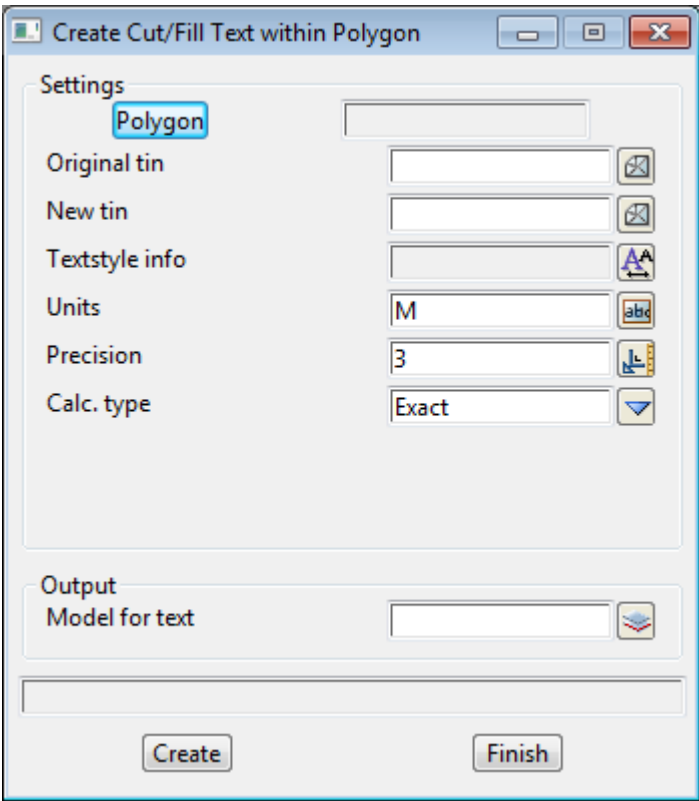 Create Cut/Fill Text within Polygon
Settings
Polygon
Original tin
New tin
Textstyle info
Units M abc
Precision 3
Calc. type Exact
Output
Model for text
Create Finish